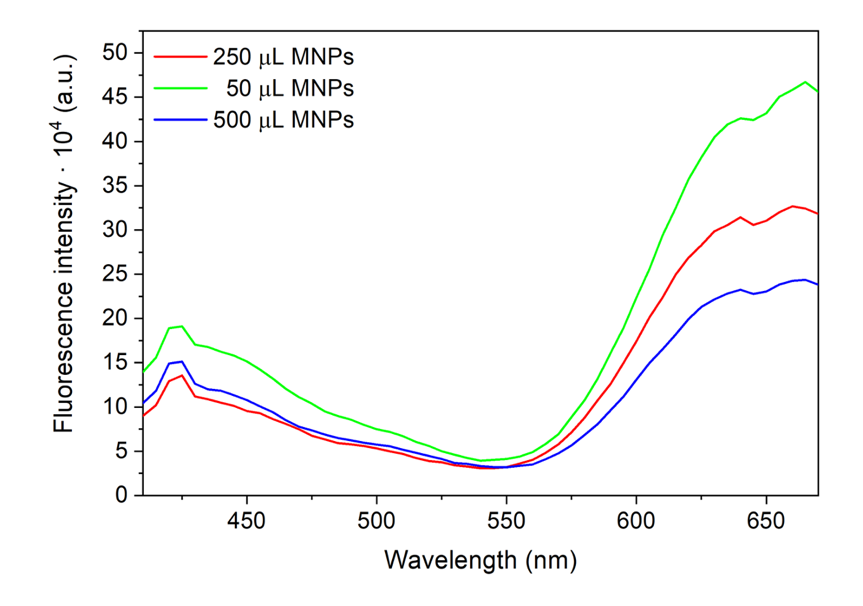 50
45
40
35
30
25
20
15
10
5
0
Fluorescence intensity · 10⁴ (a.u.)
250 μL MNPs
50 μL MNPs
500 μL MNPs
450 500 550 600 650
Wavelength (nm)